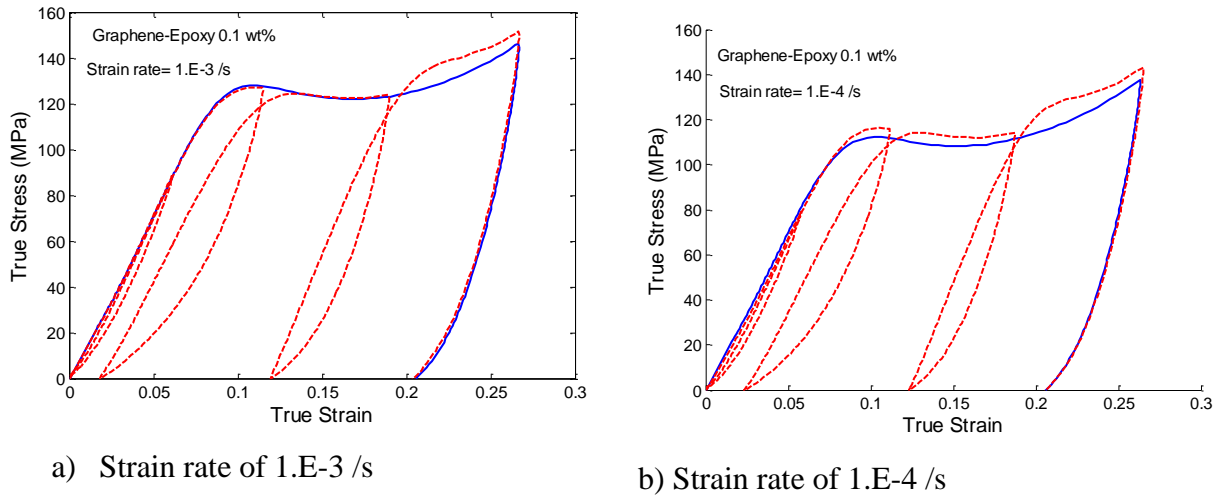 160
140
120
100
80
60
40
20
0
Graphene-Epoxy 0.1 wt%
Strain rate= 1.E-3 /s
True Stress (MPa)
0 0.05 0.1 0.15 0.2 0.25 0.3
True Strain
a) Strain rate of 1.E-3 /s
160
140
120
100
80
60
40
20
0
Graphene-Epoxy 0.1 wt%
Strain rate= 1.E-4 /s
True Stress (MPa)
0 0.05 0.1 0.15 0.2 0.25 0.3
True Strain
b) Strain rate of 1.E-4 /s